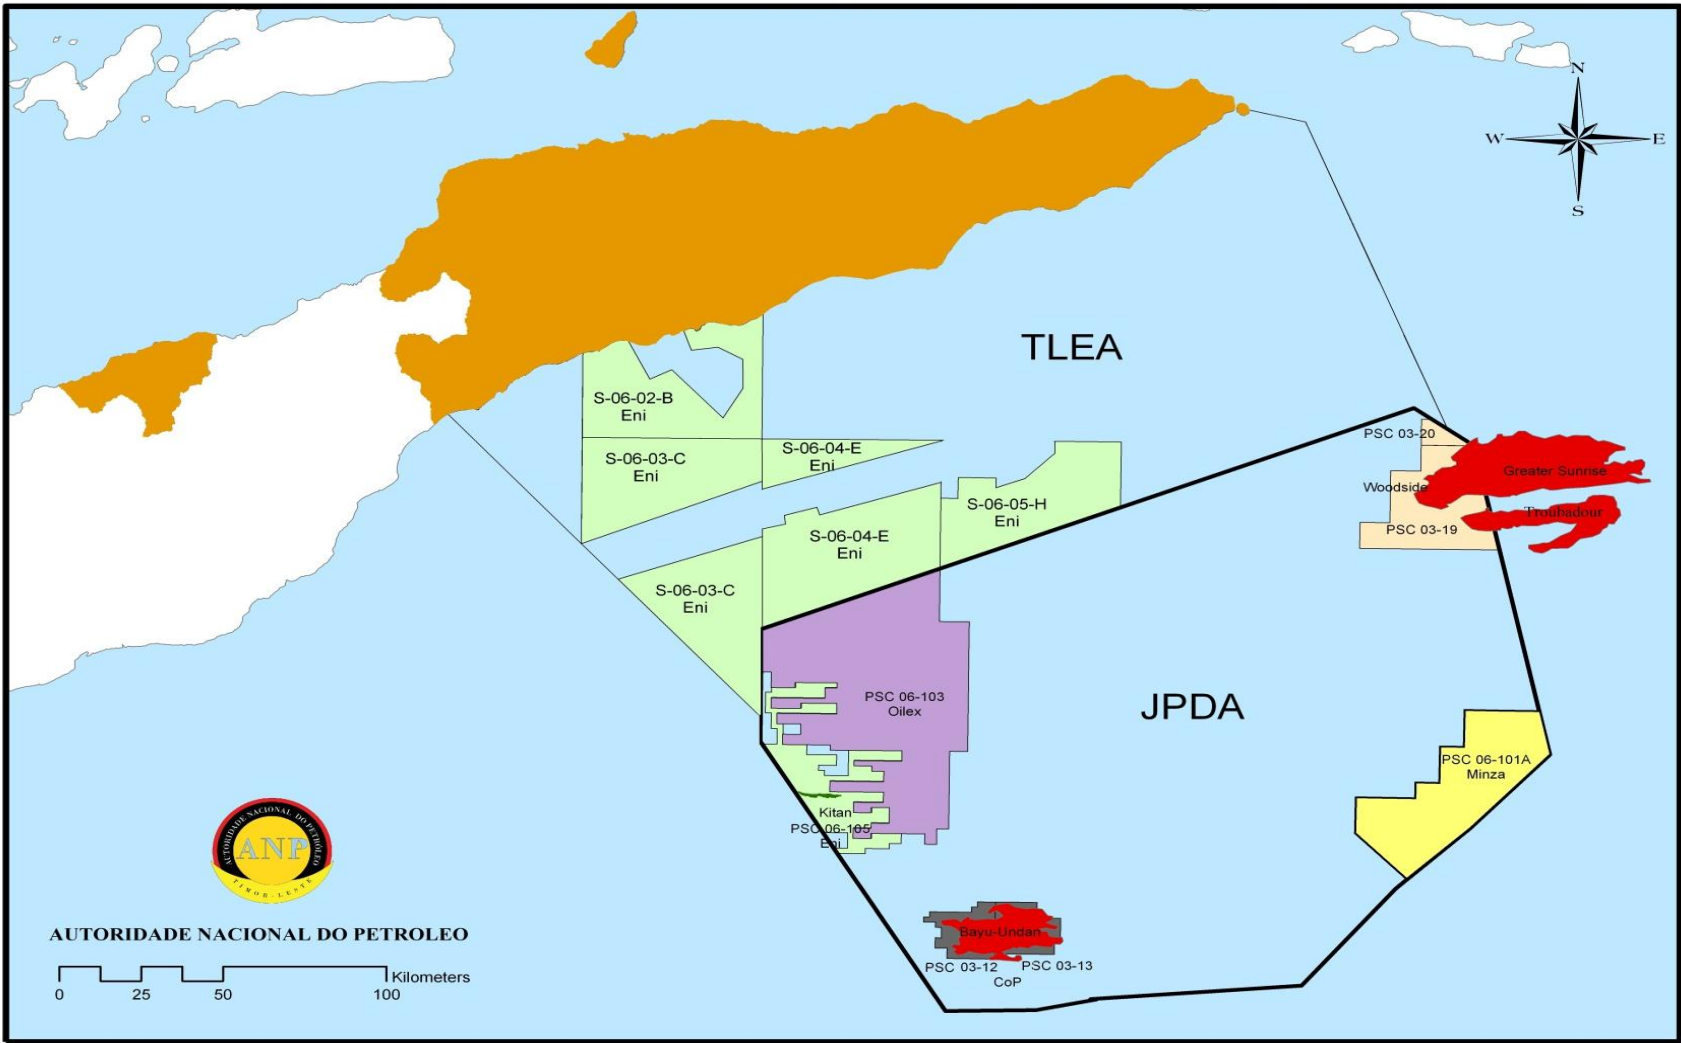 N
W E
S
TLEA
S-06-02-B
Eni
S-06-03-C
Eni
S-06-04-E
Eni
S-06-05-H
Eni
S-06-04-E
Eni
S-06-03-C
Eni
PSC 03-20
Greater Sunrise
Woodside
Troubadour
PSC 03-19
PSC 06-103
Oilex
JPDA
PSC 06-101A
Minza
Kitan
PSC 06-105
Eni
Bayu-Undan
PSC 03-12 PSC 03-13
CoP
AUTORIDADE NACIONAL DO PETRÓLEO
ANP
TIMOR-LESTE
AUTORIDADE NACIONAL DO PETROLEO
Kilometers
0 25 50 100